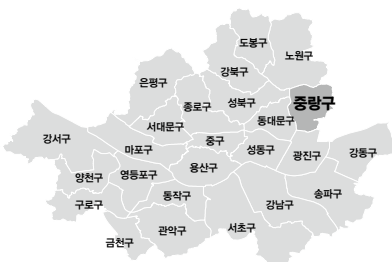 도봉구
노원구
강북구
은평구
중랑구
성북구
종로구
동대문구
서대문구
강서구
중구
마포구
성동구
광진구
강동구
용산구
양천구
영등포구
송파구
동작구
구로구
강남구
관악구
서초구
금천구